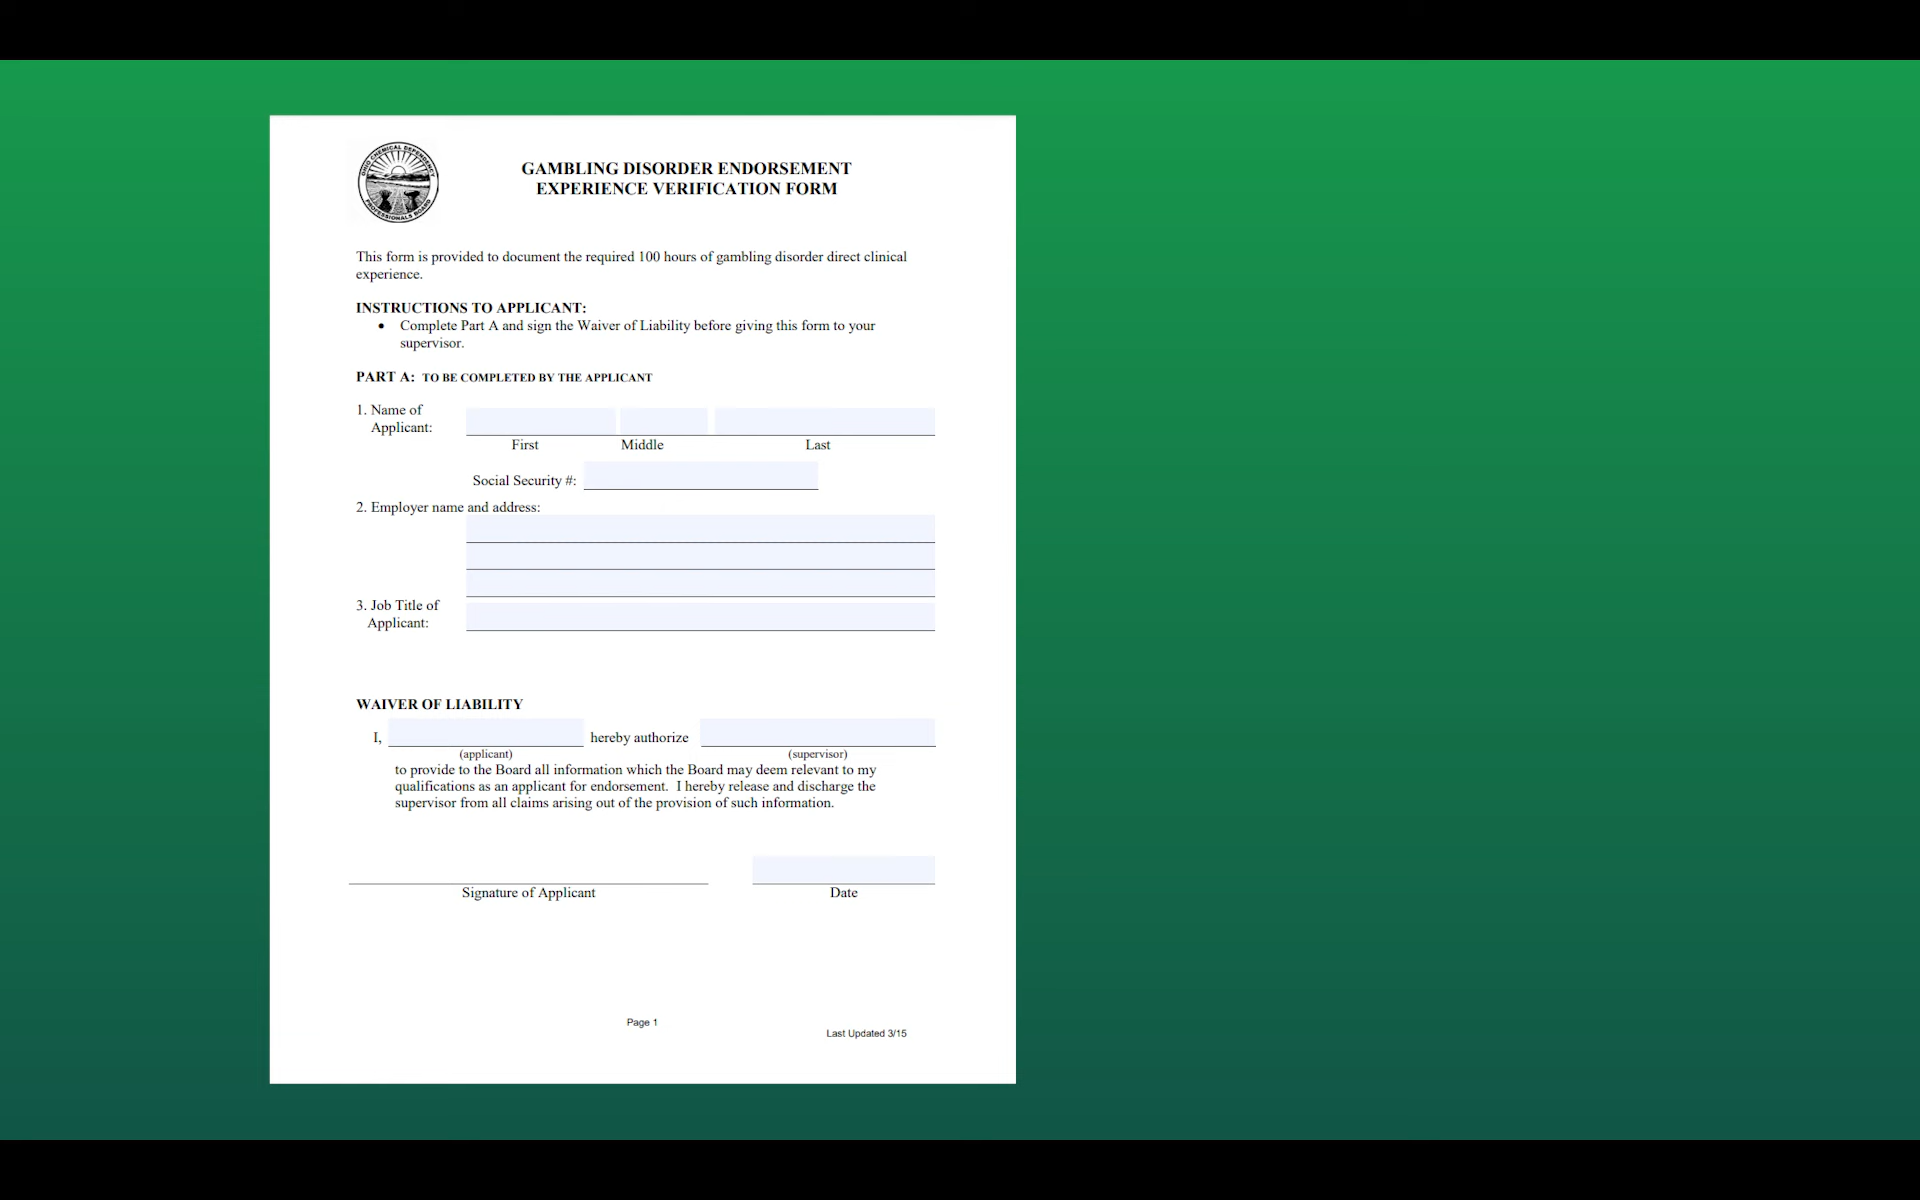 OHIO CHEMICAL DEPENDENCY
PROFESSIONALS BOARD
GAMBLING DISORDER ENDORSEMENT
EXPERIENCE VERIFICATION FORM
This form is provided to document the required 100 hours of gambling disorder direct clinical
experience.
INSTRUCTIONS TO APPLICANT:
• Complete Part A and sign the Waiver of Liability before giving this form to your
supervisor.
PART A: TO BE COMPLETED BY THE APPLICANT
1. Name of
Applicant:
First Middle Last
Social Security #:
2. Employer name and address:
3. Job Title of
Applicant:
WAIVER OF LIABILITY
I, hereby authorize
(applicant) (supervisor)
to provide to the Board all information which the Board may deem relevant to my
qualifications as an applicant for endorsement. I hereby release and discharge the
supervisor from all claims arising out of the provision of such information.
Signature of Applicant Date
Page 1
Last Updated 3/15